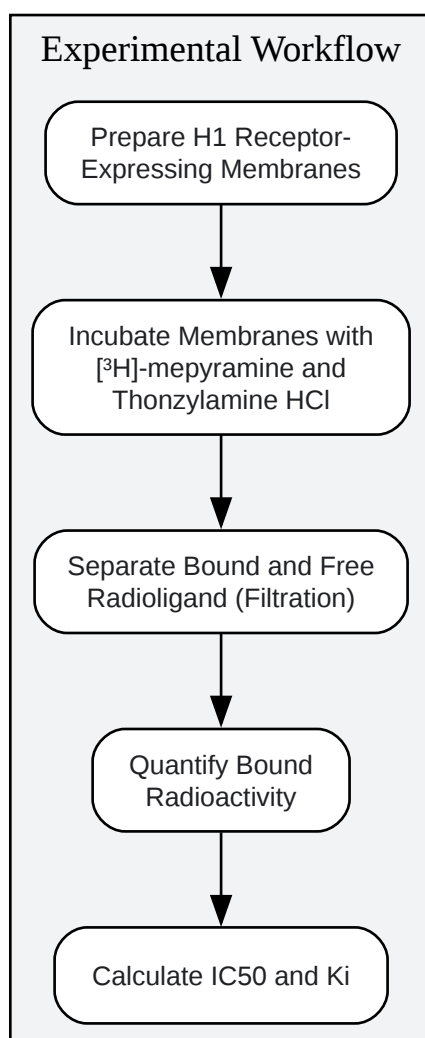 Experimental Workflow
Prepare H1 Receptor-
Expressing Membranes
Incubate Membranes with
[³H]-mepyramine and
Thonzylamine HCl
Separate Bound and Free
Radioligand (Filtration)
Quantify Bound
Radioactivity
Calculate IC50 and Ki